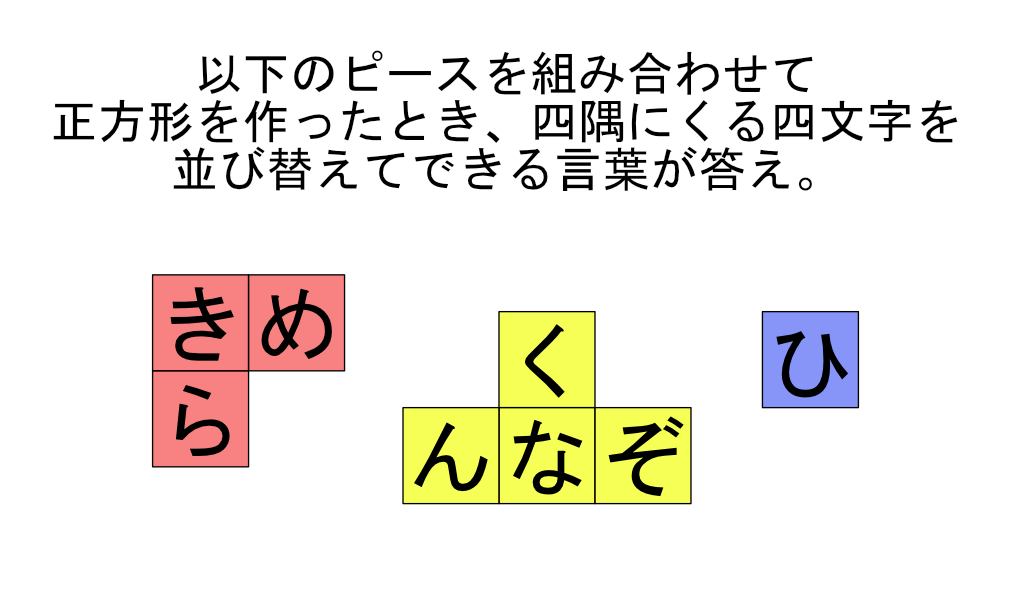 以下のピースを組み合わせて
正方形を作ったとき、四隅にくる四文字を
並び替えてできる言葉が答え。
きめ
ら
く
んなぞ
ひ